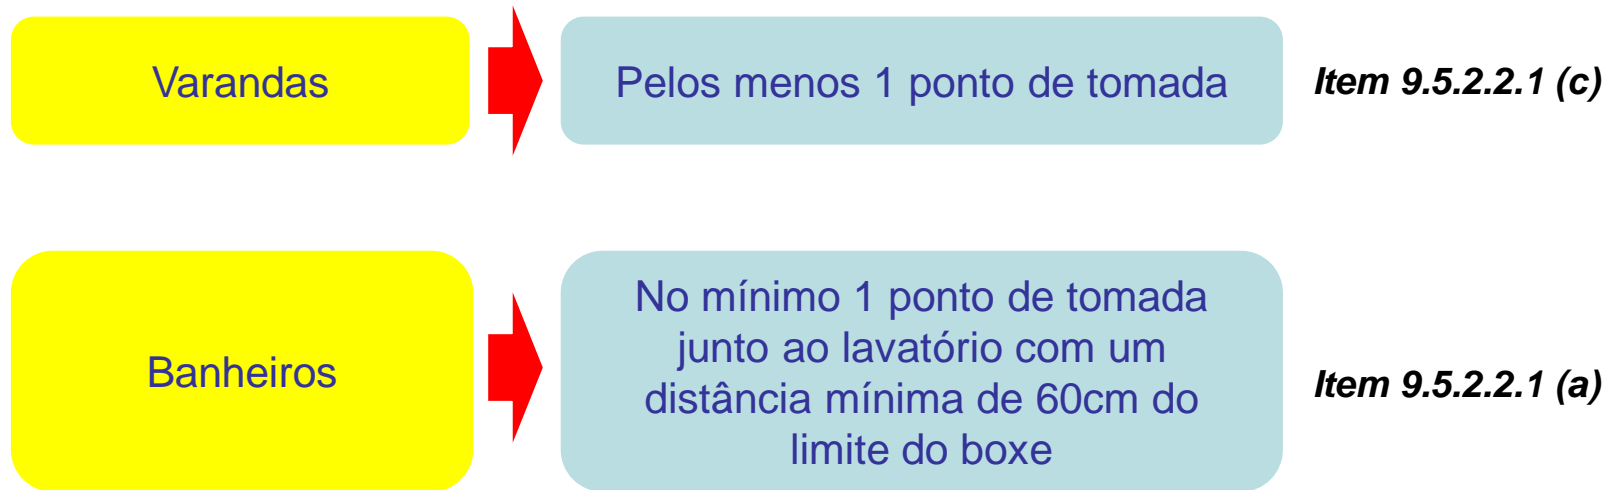 Varandas
Pelos menos 1 ponto de tomada
Item 9.5.2.2.1 (c)
Banheiros
No mínimo 1 ponto de tomada
junto ao lavatório com um
distância mínima de 60cm do
limite do boxe
Item 9.5.2.2.1 (a)